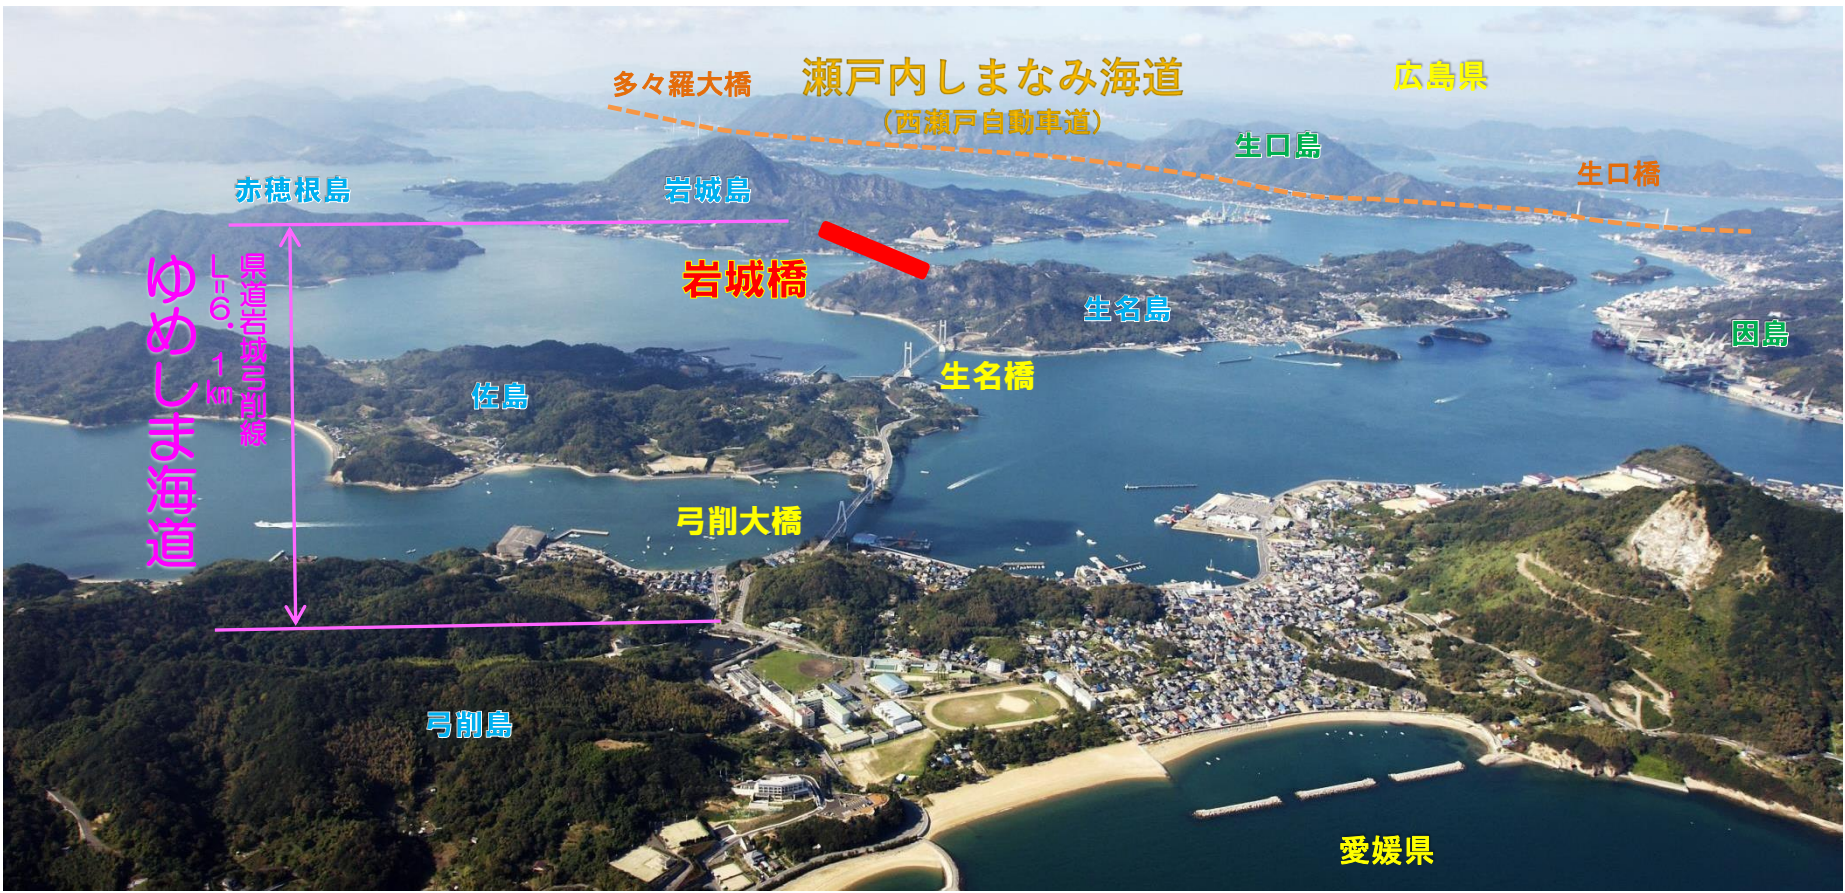 多々羅大橋
瀬戸内しまなみ海道
（西瀬戸自動車道）
広島県
生口島
生口橋
赤穂根島
岩城島
岩城橋
県道岩城弓削線
L=6.1km
ゆめしま海道
生名島
因島
生名橋
佐島
弓削大橋
弓削島
愛媛県